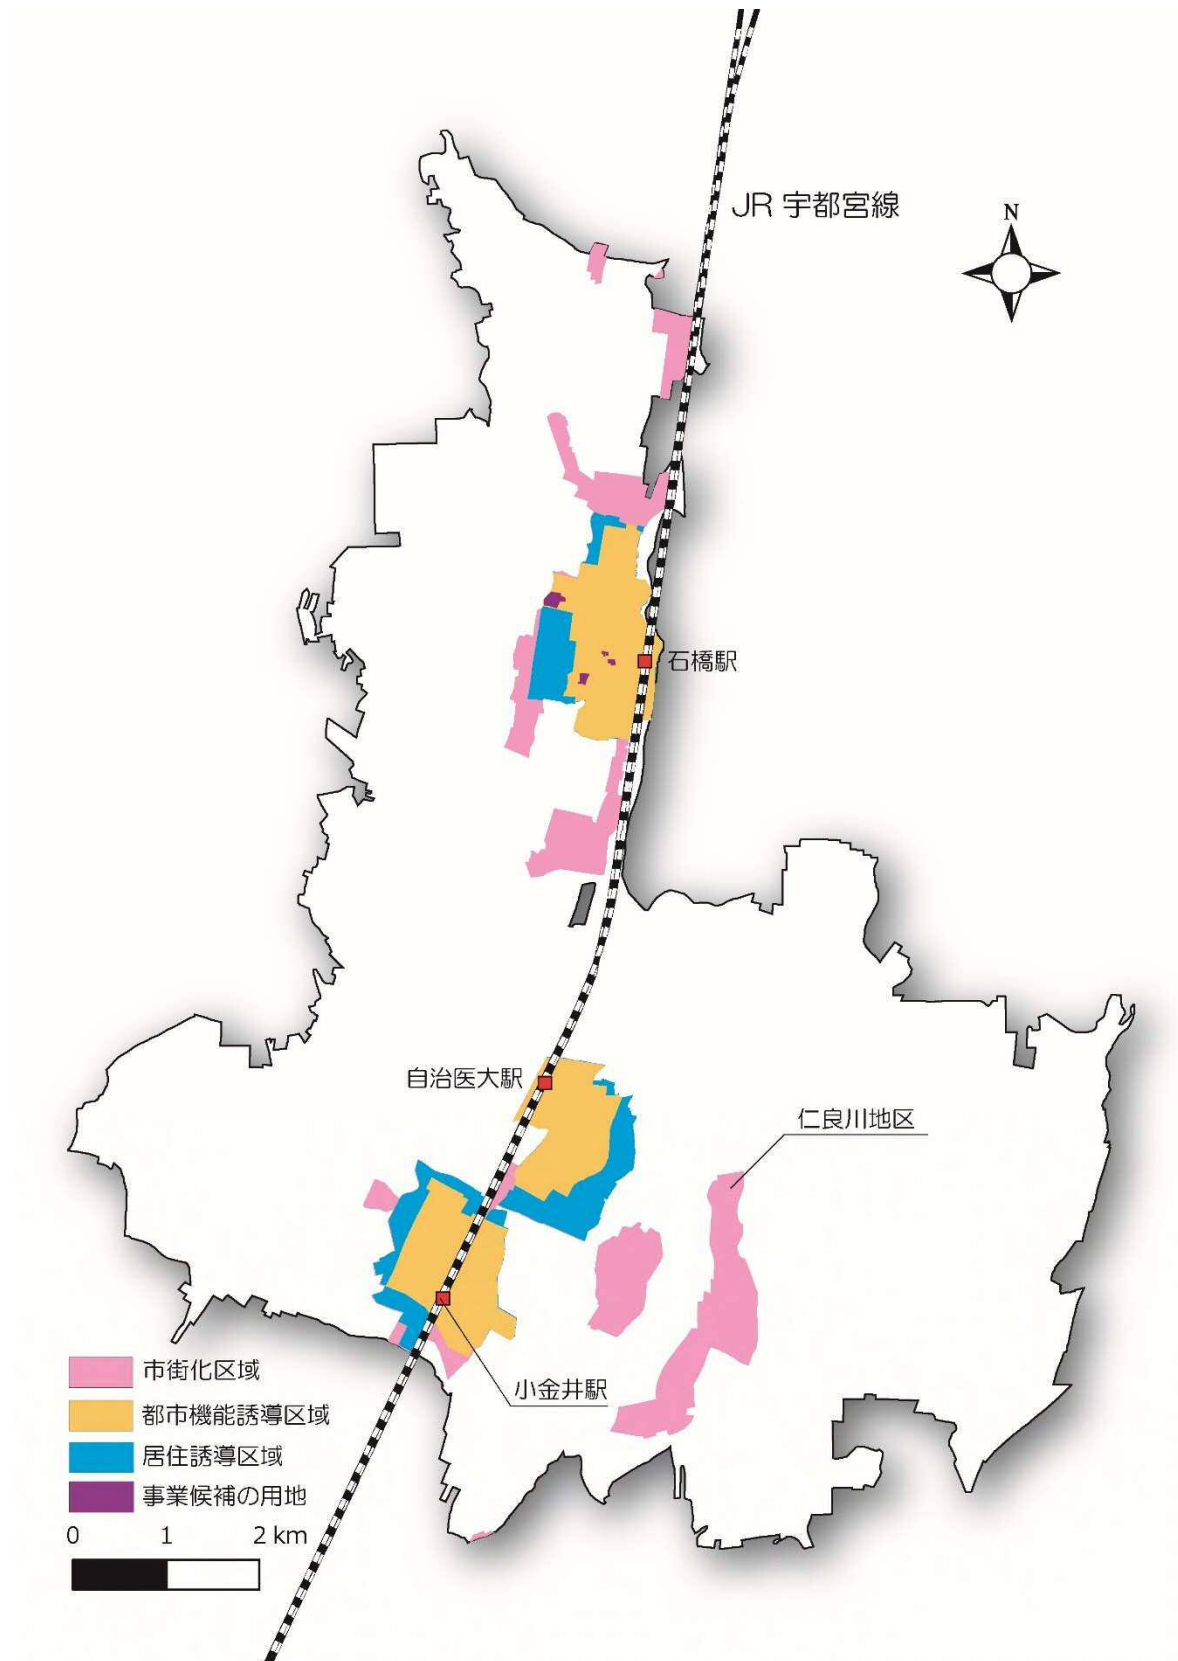 N
JR 宇都宮線
石橋駅
自治医大駅
仁良川地区
小金井駅
市街化区域
都市機能誘導区域
居住誘導区域
事業候補の用地
0 1 2 km